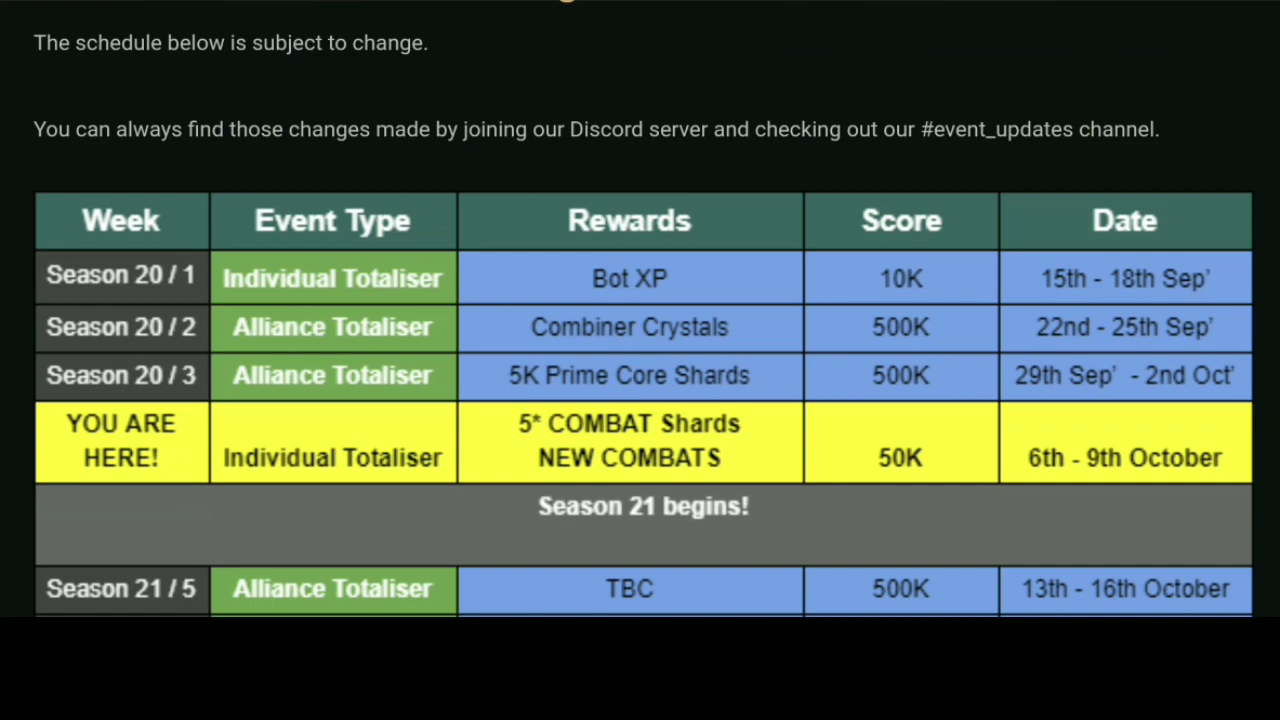 The schedule below is subject to change.
You can always find those changes made by joining our Discord server and checking out our #event_updates channel.
Week Event Type Rewards Score Date
Season 20 / 1 Individual Totaliser Bot XP 10K 15th - 18th Sep'
Season 20 / 2 Alliance Totaliser Combiner Crystals 500K 22nd - 25th Sep'
Season 20 / 3 Alliance Totaliser 5K Prime Core Shards 500K 29th Sep' - 2nd Oct'
YOU ARE 5* COMBAT Shards
HERE! Individual Totaliser NEW COMBATS 50K 6th - 9th October
Season 21 begins!
Season 21 / 5 Alliance Totaliser TBC 500K 13th - 16th October